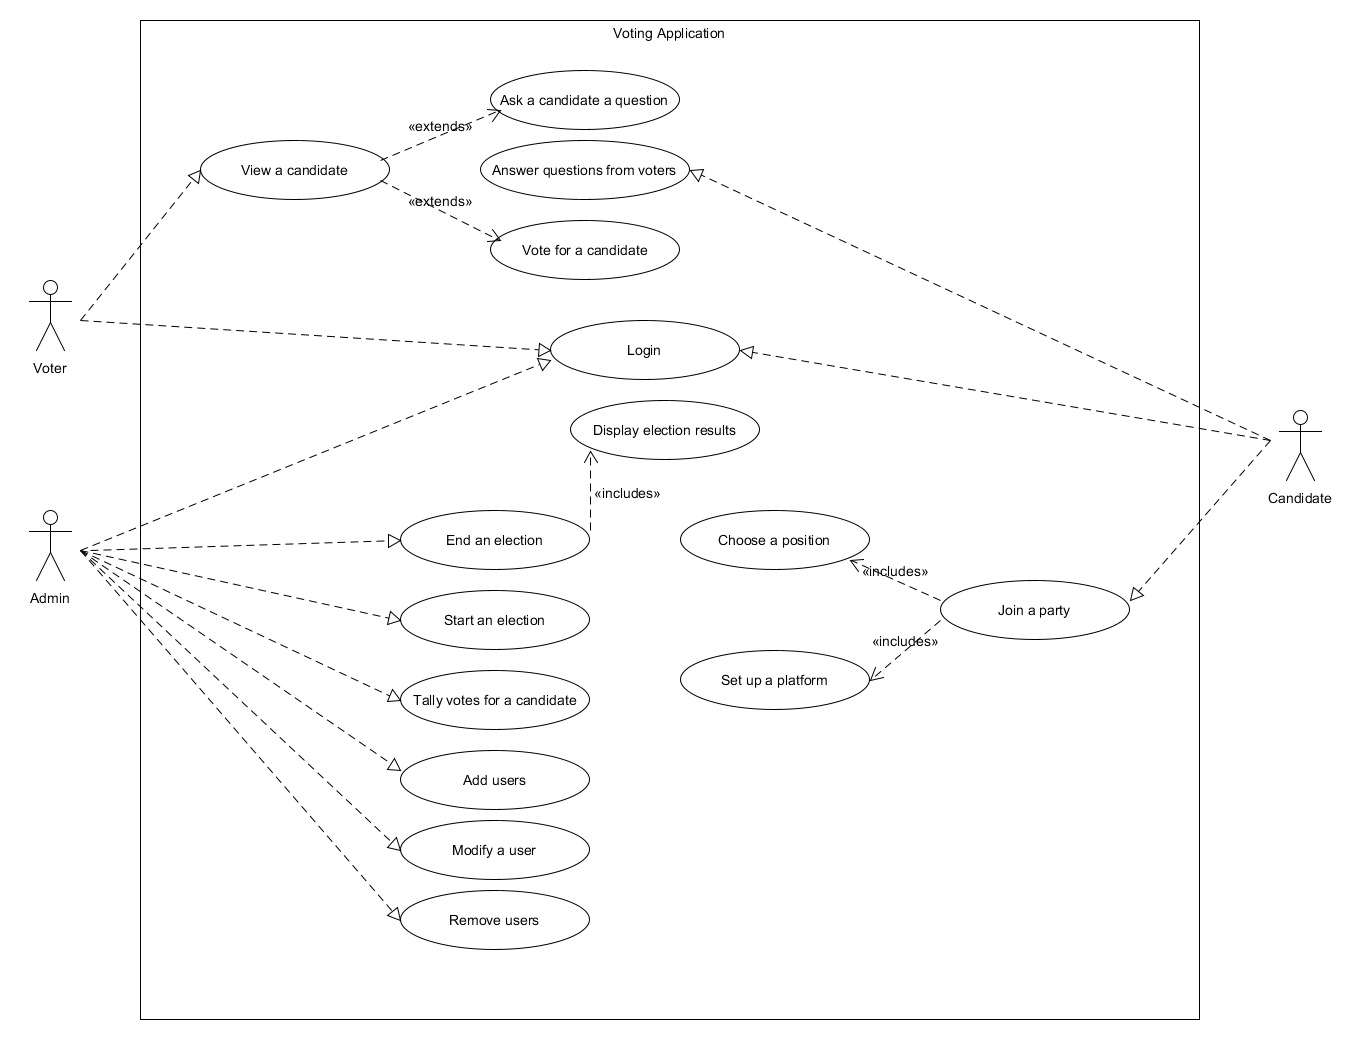 Voting Application
Ask a candidate a question
«extends»
View a candidate
Answer questions from voters
«extends»
Vote for a candidate
Login
Voter
Display election results
«includes»
Candidate
End an election
Choose a position
«includes»
Admin
Join a party
Start an election
«includes»
Set up a platform
Tally votes for a candidate
Add users
Modify a user
Remove users